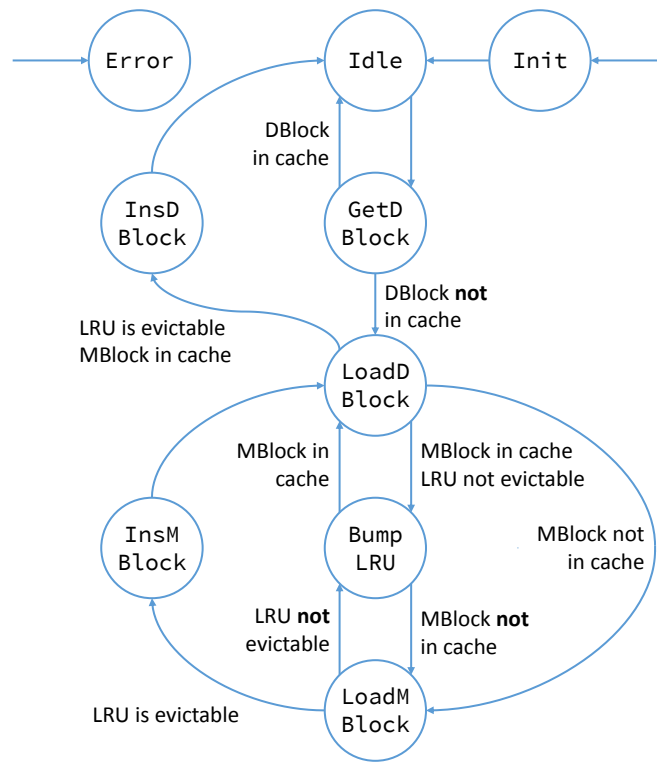 Error
Idle
Init
DBlock
in cache
InsD
Block
GetD
Block
DBlock not
in cache
LRU is evictable
MBlock in cache
LoadD
Block
MBlock in
cache
MBlock in cache
LRU not evictable
InsM
Block
Bump
LRU
MBlock not
in cache
LRU not
evictable
MBlock not
in cache
LRU is evictable
LoadM
Block